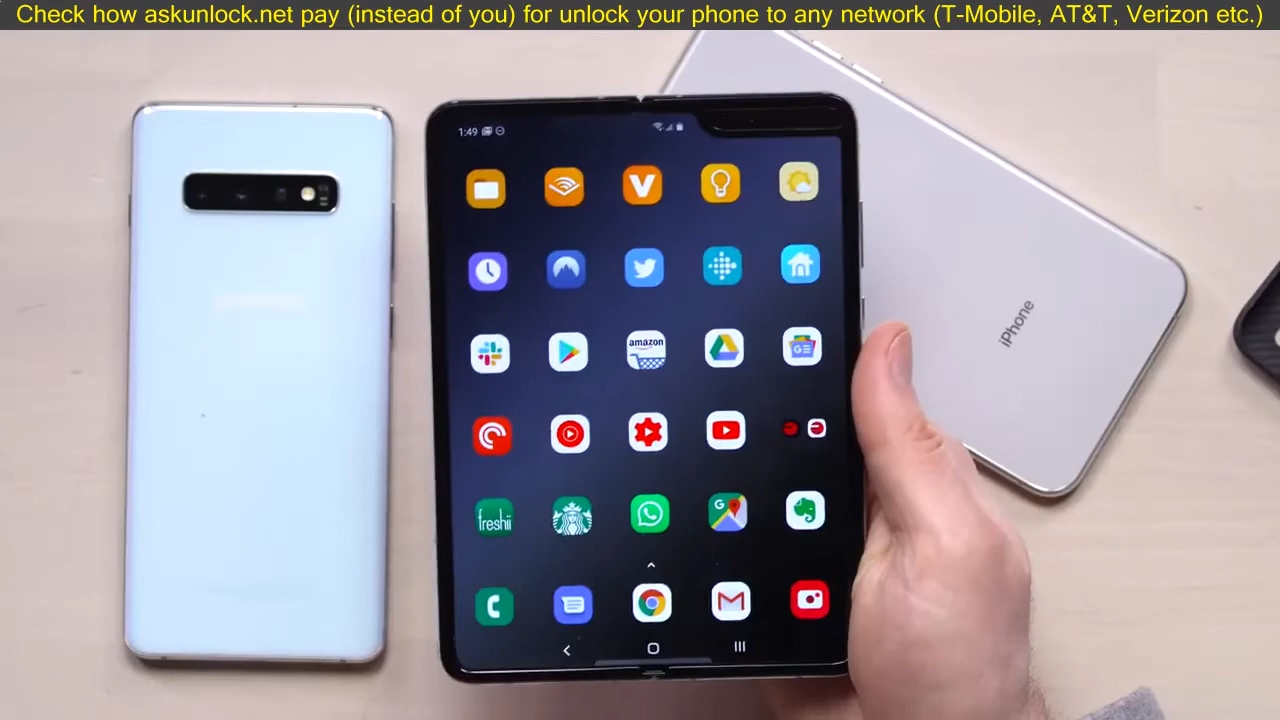 Check how askunlock.net pay (instead of you) for unlock your phone to any network (T-Mobile, AT&T, Verizon etc.)
1:49
amazon
iPhone
G
freshii